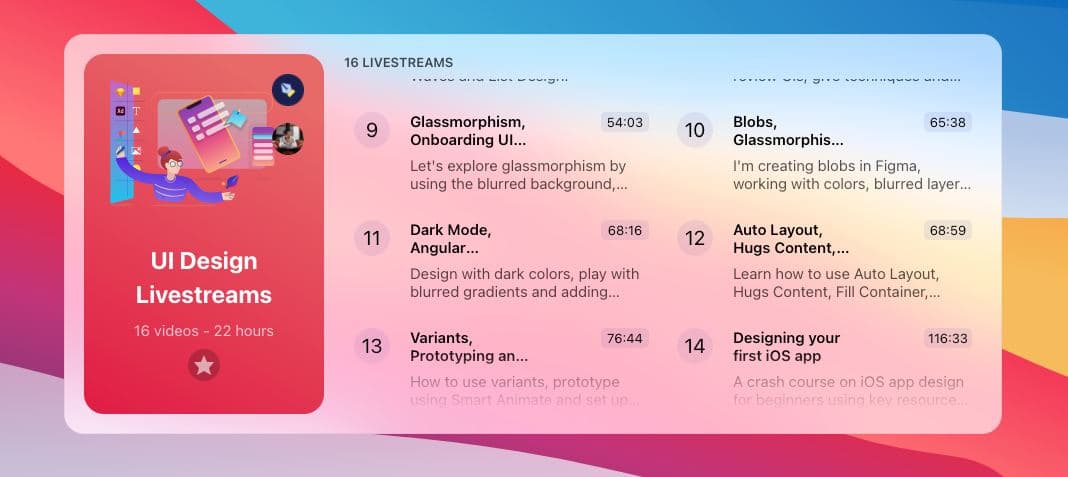 16 LIVESTREAMS
Waves and List Design.
review UIs, give techniques and...
9
Glassmorphism,
Onboarding UI...
54:03
Let's explore glassmorphism by
using the blurred background,...
10
Blobs,
Glassmorphis...
65:38
I'm creating blobs in Figma,
working with colors, blurred layer...
11
Dark Mode,
Angular...
68:16
Design with dark colors, play with
blurred gradients and adding...
12
Auto Layout,
Hugs Content,...
68:59
Learn how to use Auto Layout,
Hugs Content, Fill Container,...
13
Variants,
Prototyping an...
76:44
How to use variants, prototype
using Smart Animate and set up...
14
Designing your
first iOS app
116:33
A crash course on iOS app design
for beginners using key resource...
Xd
T
UI Design
Livestreams
16 videos - 22 hours